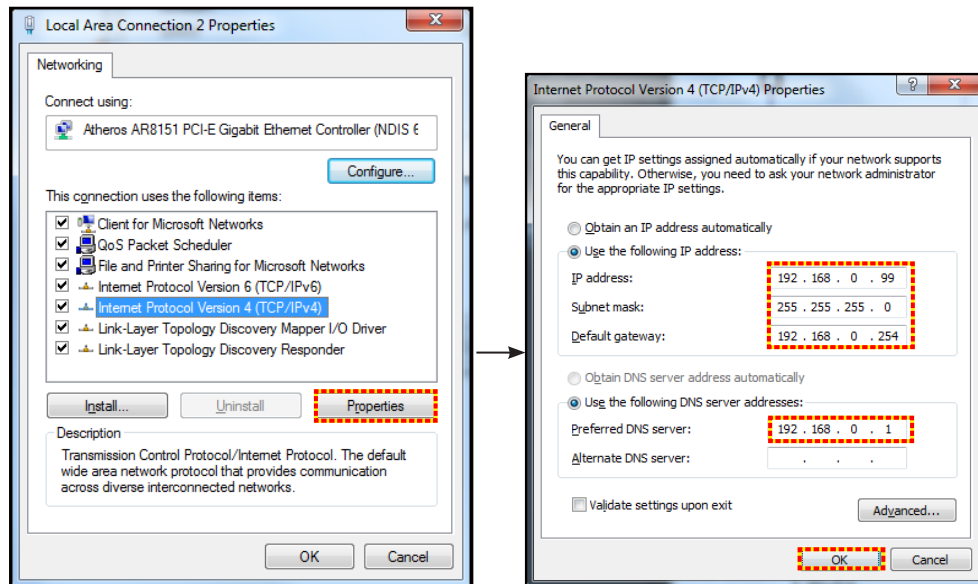 Local Area Connection 2 Properties
Networking
Connect using:
Atheros AR8151 PCI-E Gigabit Ethernet Controller (NDIS 6
Configure...
This connection uses the following items:
Client for Microsoft Networks
QoS Packet Scheduler
File and Printer Sharing for Microsoft Networks
Internet Protocol Version 6 (TCP/IPv6)
Internet Protocol Version 4 (TCP/IPv4)
Link-Layer Topology Discovery Mapper I/O Driver
Link-Layer Topology Discovery Responder
Install...
Uninstall
Properties
Description
Transmission Control Protocol/Internet Protocol. The default
wide area network protocol that provides communication
across diverse interconnected networks.
OK
Cancel
Internet Protocol Version 4 (TCP/IPv4) Properties
General
You can get IP settings assigned automatically if your network supports
this capability. Otherwise, you need to ask your network administrator
for the appropriate IP settings.
Obtain an IP address automatically
Use the following IP address:
IP address: 192 . 168 . 0 . 99
Subnet mask: 255 . 255 . 255 . 0
Default gateway: 192 . 168 . 0 . 254
Obtain DNS server address automatically
Use the following DNS server addresses:
Preferred DNS server: 192 . 168 . 0 . 1
Alternate DNS server: . . .
Validate settings upon exit
Advanced...
OK
Cancel